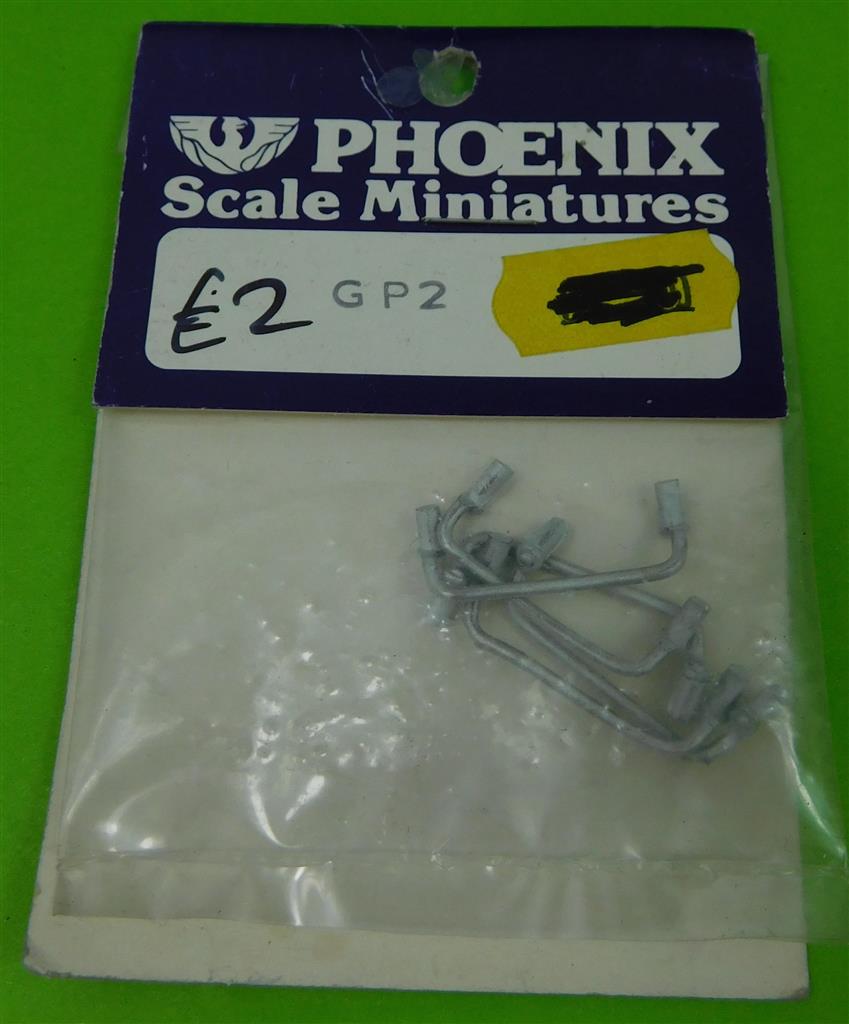 PHOENIX
Scale Miniatures
£2 GP2